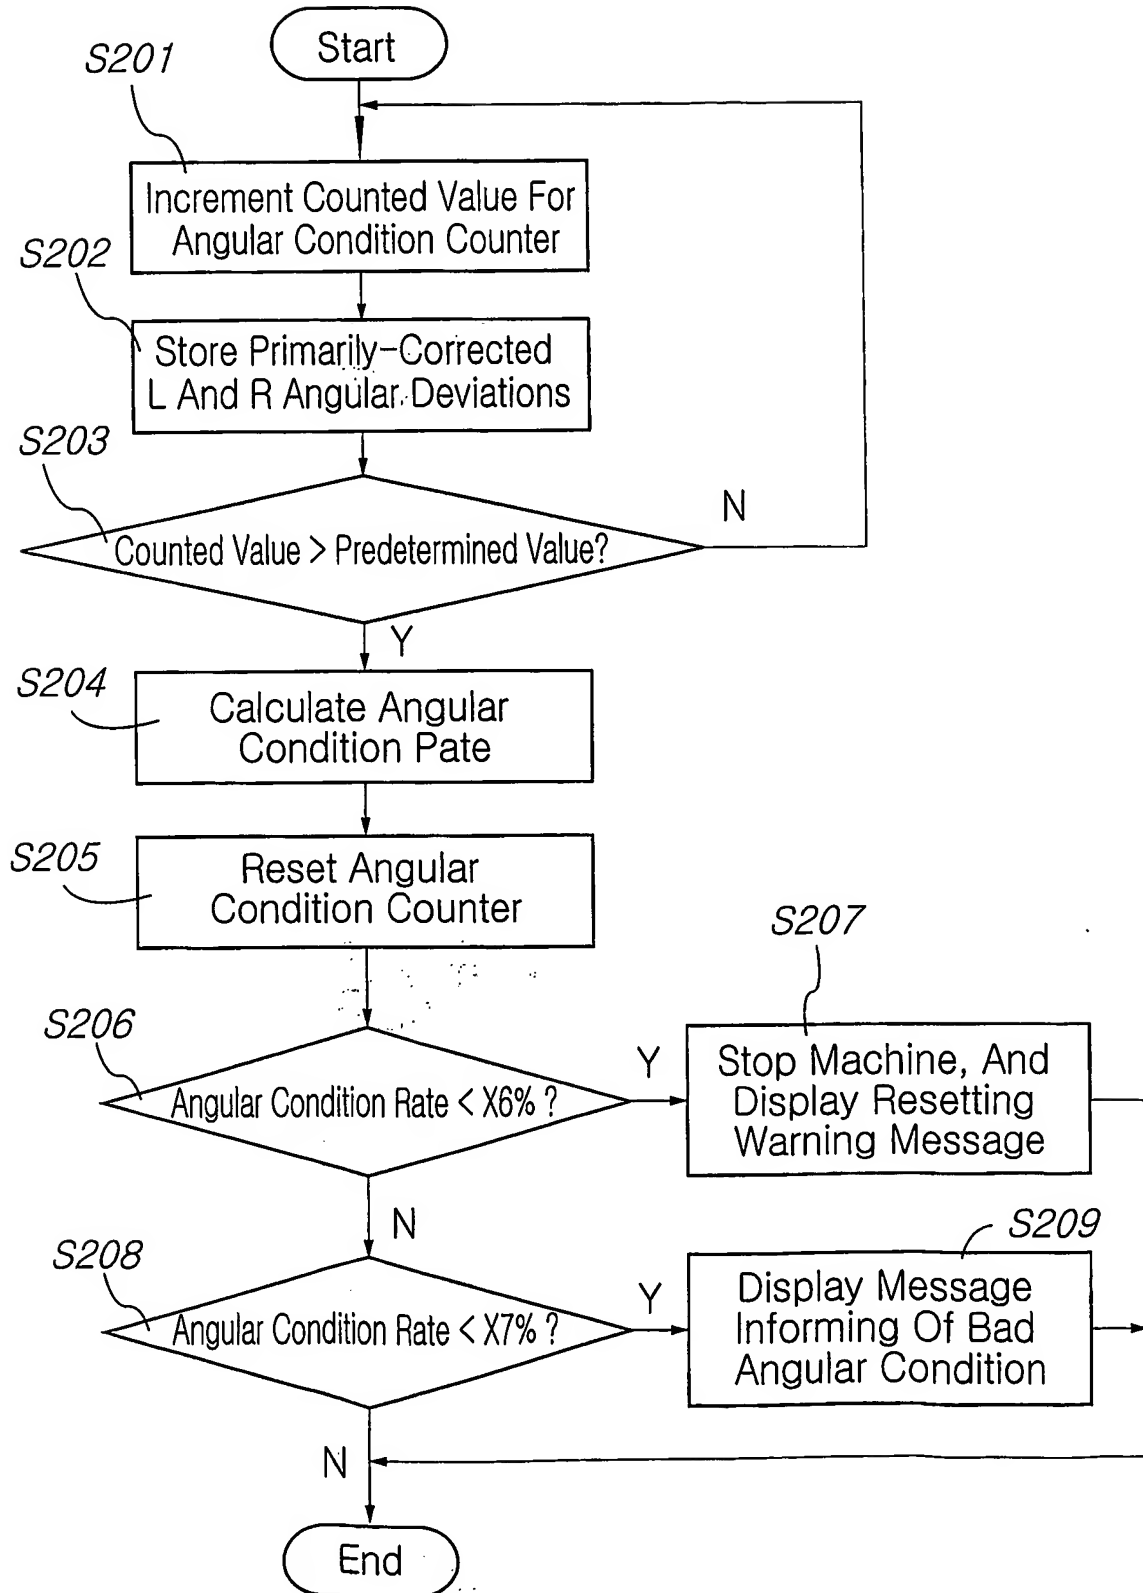 Start
S201
Increment Counted Value For
Angular Condition Counter
S202
Store Primarily-Corrected
L And R Angular Deviations
S203
Counted Value > Predetermined Value?
N
Y
S204
Calculate Angular
Condition Pate
S205
Reset Angular
Condition Counter
S206
Angular Condition Rate < X6% ?
Y
S207
Stop Machine, And
Display Resetting
Warning Message
N
S208
Angular Condition Rate < X7% ?
Y
S209
Display Message
Informing Of Bad
Angular Condition
N
End